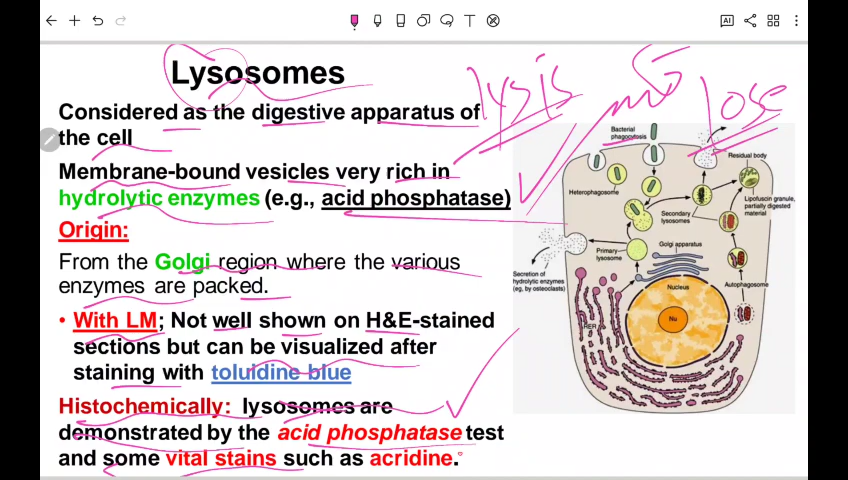 AI
T
Lysosomes
lysis
lose
Considered as the digestive apparatus of
the cell
Membrane-bound vesicles very rich in
hydrolytic enzymes (e.g., acid phosphatase)
Origin:
From the Golgi region where the various
enzymes are packed.
• With LM; Not well shown on H&E-stained
sections but can be visualized after
staining with toluidine blue
Histochemically: lysosomes are
demonstrated by the acid phosphatase test
and some vital stains such as acridine.
Bacterial
phagocytosis
Residual body
Heterophagosome
Lipofuscin granule,
partially digested
material
Secondary
lysosomes
Primary
lysosome
Golgi apparatus
Secretion of
hydrolytic enzymes
(eg, by osteoclasts)
Nucleus
Autophagosome
Nu
RER